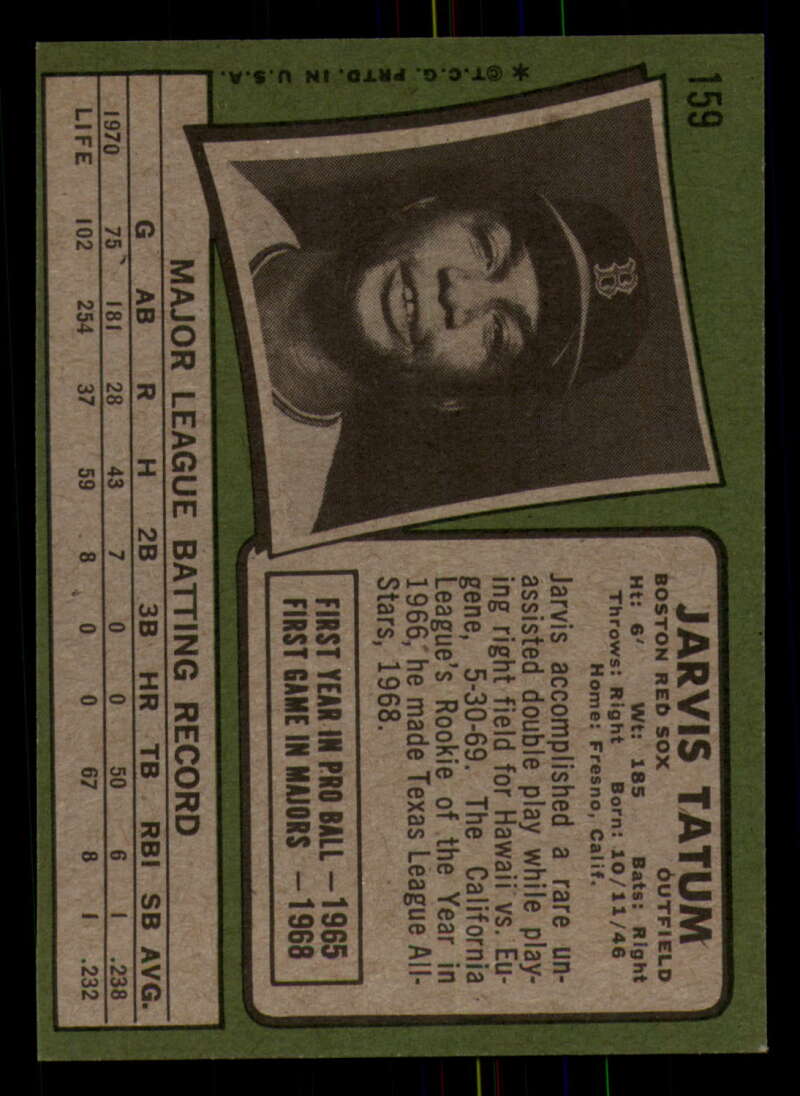 159
JARVIS TATUM
BOSTON RED SOX OUTFIELD
Ht: 6' Wt: 185 Bats: Right
Throws: Right Born: 10/11/46
Home: Fresno, Calif.
Jarvis accomplished a rare un-
assisted double play while play-
ing right field for Hawaii vs. Eu-
gene, 5-30-69. The California
League's Rookie of the Year in
1966, he made Texas League All-
Stars, 1968.
FIRST YEAR IN PRO BALL — 1965
FIRST GAME IN MAJORS — 1968
B
MAJOR LEAGUE BATTING RECORD
G AB R H 2B 3B HR TB RBI SB AVG.
1970 75 181 28 43 7 0 0 50 6 1 .238
LIFE 102 254 37 59 8 0 0 67 8 1 .232
* © T.C.G. PRTD. IN U.S.A.